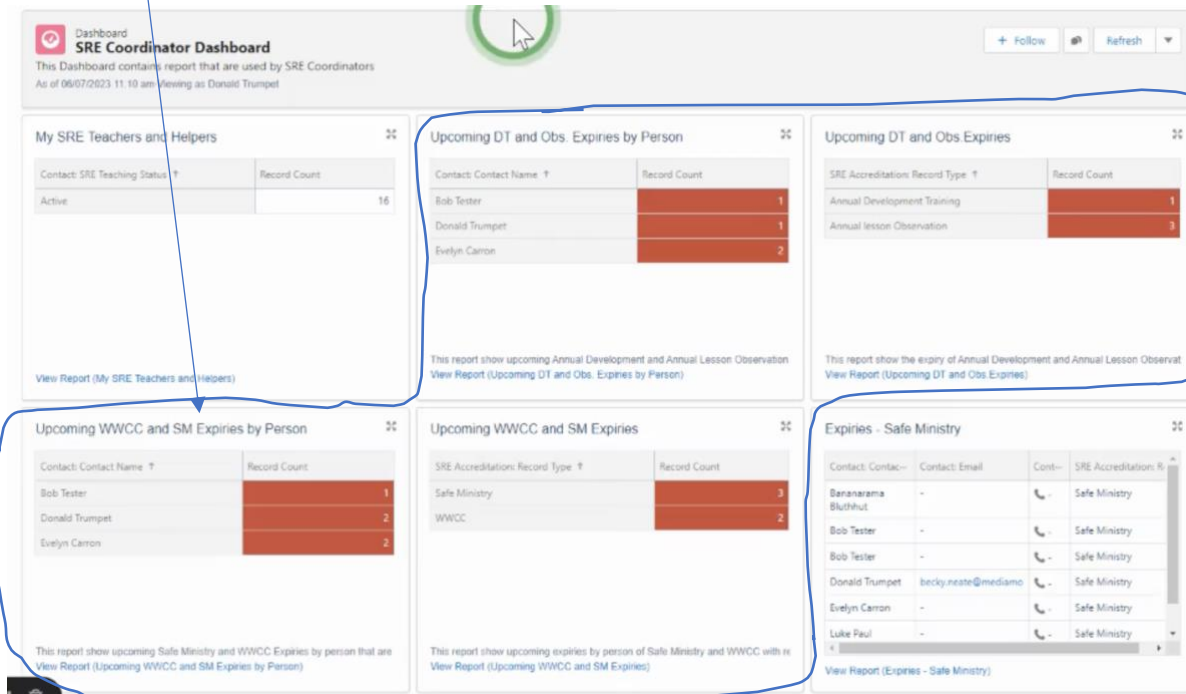 Dashboard
SRE Coordinator Dashboard
This Dashboard contains report that are used by SRE Coordinators
As of 06/07/2023 11.10 am Viewing as Donald Trumpet
+ Follow
Refresh
My SRE Teachers and Helpers
Contact: SRE Teaching Status ↑ Record Count
Active 16
View Report (My SRE Teachers and Helpers)
Upcoming DT and Obs. Expiries by Person
Contact: Contact Name ↑ Record Count
Bob Tester 1
Donald Trumpet 1
Evelyn Carron 2
This report show upcoming Annual Development and Annual Lesson Observation
View Report (Upcoming DT and Obs. Expiries by Person)
Upcoming DT and Obs.Expiries
SRE Accreditation: Record Type ↑ Record Count
Annual Development Training 1
Annual lesson Observation 3
This report show the expiry of Annual Development and Annual Lesson Observat
View Report (Upcoming DT and Obs.Expiries)
Upcoming WWCC and SM Expiries by Person
Contact: Contact Name ↑ Record Count
Bob Tester 1
Donald Trumpet 2
Evelyn Carron 2
This report show upcoming Safe Ministry and WWCC Expiries by person that are
View Report (Upcoming WWCC and SM Expiries by Person)
Upcoming WWCC and SM Expiries
SRE Accreditation: Record Type ↑ Record Count
Safe Ministry 3
WWCC 2
This report show upcoming expiries by person of Safe Ministry and WWCC with re
View Report (Upcoming WWCC and SM Expiries)
Expiries - Safe Ministry
Contact: Contac-- Contact: Email Cont-- SRE Accreditation: R
Bananarama - - Safe Ministry
Bluthhut
Bob Tester - - Safe Ministry
Bob Tester - - Safe Ministry
Donald Trumpet becky.neate@mediamo - Safe Ministry
Evelyn Carron - - Safe Ministry
Luke Paul - - Safe Ministry
View Report (Expiries - Safe Ministry)